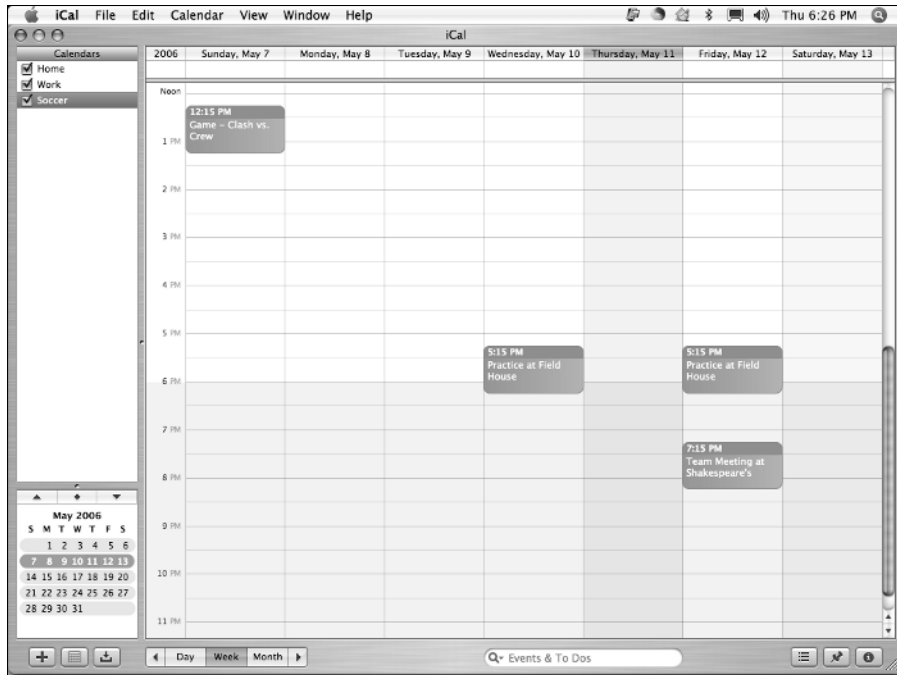 iCal File Edit Calendar View Window Help Thu 6:26 PM
iCal
Calendars
Home
Work
Soccer
2006 Sunday, May 7 Monday, May 8 Tuesday, May 9 Wednesday, May 10 Thursday, May 11 Friday, May 12 Saturday, May 13
Noon
12:15 PM
Game – Clash vs.
Crew
1 PM
2 PM
3 PM
4 PM
5 PM
5:15 PM
Practice at Field
House
5:15 PM
Practice at Field
House
6 PM
7 PM
7:15 PM
Team Meeting at
Shakespeare's
8 PM
9 PM
10 PM
11 PM
May 2006
S M T W T F S
1 2 3 4 5 6
7 8 9 10 11 12 13
14 15 16 17 18 19 20
21 22 23 24 25 26 27
28 29 30 31
Day Week Month
Events & To Dos